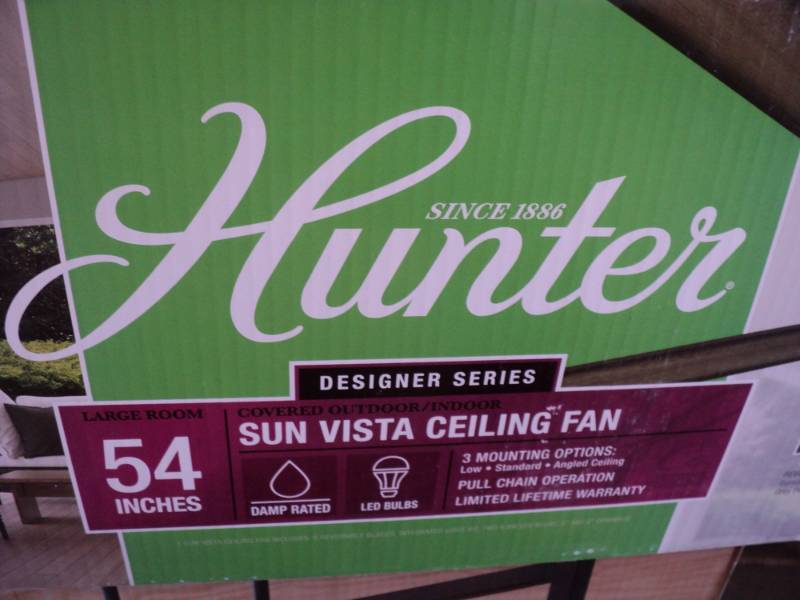 SINCE 1886
Hunter®
DESIGNER SERIES
LARGE ROOM
54
INCHES
COVERED OUTDOOR/INDOOR
SUN VISTA CEILING FAN
DAMP RATED
LED BULBS
3 MOUNTING OPTIONS:
Low • Standard • Angled Ceiling
PULL CHAIN OPERATION
LIMITED LIFETIME WARRANTY